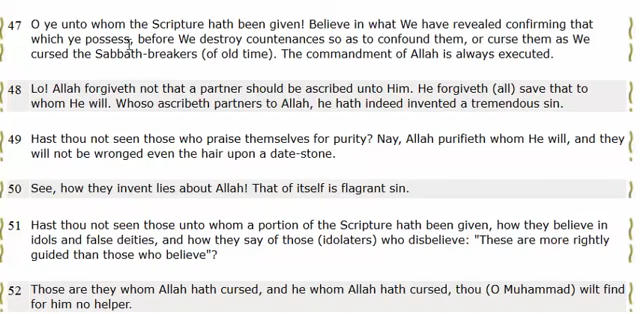 47 O ye unto whom the Scripture hath been given! Believe in what We have revealed confirming that
which ye possess, before We destroy countenances so as to confound them, or curse them as We
cursed the Sabbath-breakers (of old time). The commandment of Allah is always executed.
48 Lo! Allah forgiveth not that a partner should be ascribed unto Him. He forgiveth (all) save that to
whom He will. Whoso ascribeth partners to Allah, he hath indeed invented a tremendous sin.
49 Hast thou not seen those who praise themselves for purity? Nay, Allah purifieth whom He will, and they
will not be wronged even the hair upon a date-stone.
50 See, how they invent lies about Allah! That of itself is flagrant sin.
51 Hast thou not seen those unto whom a portion of the Scripture hath been given, how they believe in
idols and false deities, and how they say of those (idolaters) who disbelieve: "These are more rightly
guided than those who believe"?
52 Those are they whom Allah hath cursed, and he whom Allah hath cursed, thou (O Muhammad) wilt find
for him no helper.